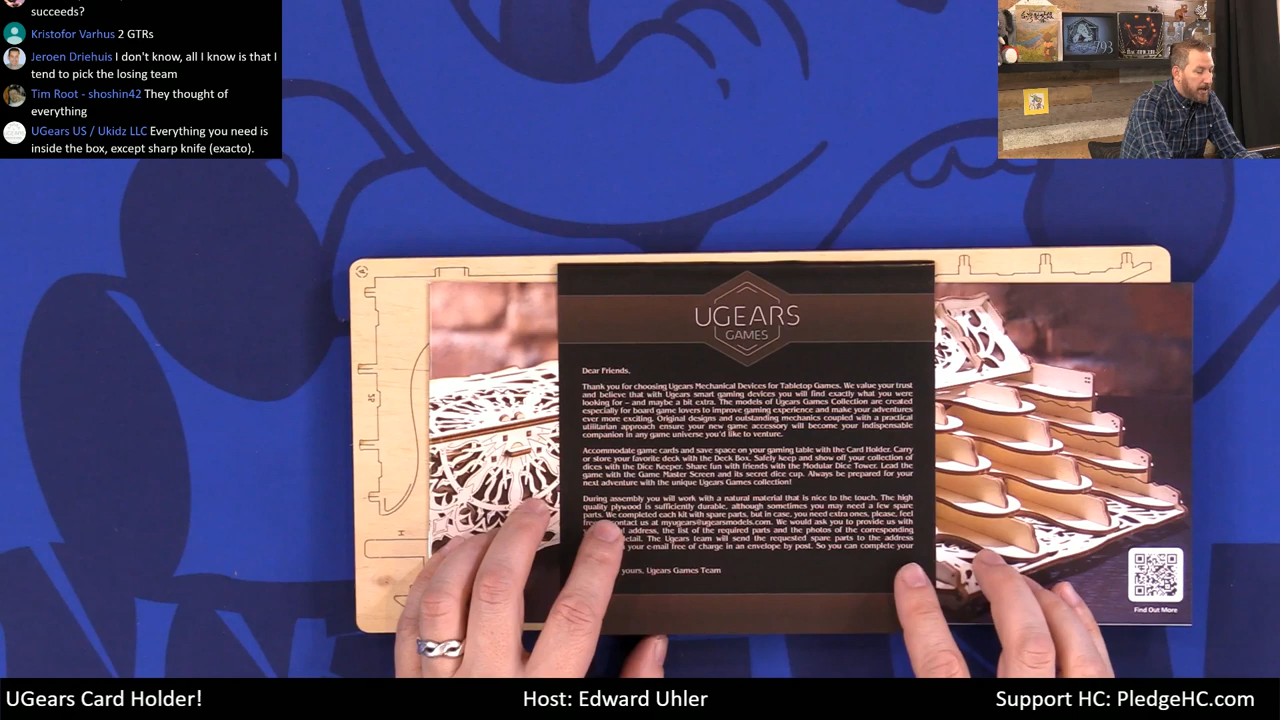 succeeds?
Kristofor Varhus 2 GTRs
Jeroen Driehuis I don't know, all I know is that I
tend to pick the losing team
Tim Root - shoshin42 They thought of
everything
UGears US / Ukidz LLC Everything you need is
inside the box, except sharp knife (exacto).
793
UGEARS
GAMES
Dear Friends,
Thank you for choosing Ugears Mechanical Devices for Tabletop Games. We value your trust
and believe that with Ugears smart gaming devices you will find exactly what you were
looking for – and maybe a bit extra. The models of Ugears Games Collection are created
especially for board game lovers to improve gaming experience and make your adventures
ever more exciting. Original designs and outstanding mechanics coupled with a practical
utilitarian approach ensure your new game accessory will become your indispensable
companion in any game universe you'd like to venture.
Accommodate game cards and save space on your gaming table with the Card Holder. Carry
or store your favorite deck with the Deck Box. Safely keep and show off your collection of
dices with the Dice Keeper. Share fun with friends with the Modular Dice Tower. Lead the
game with the Game Master Screen and its secret dice cup. Always be prepared for your
next adventure with the unique Ugears Games collection!
During assembly you will work with a natural material that is nice to the touch. The high
quality plywood is sufficiently durable, although sometimes you may need a few spare
parts. We completed each kit with spare parts, but in case, you need extra ones, please, feel
contact us at myugears@ugearsmodels.com. We would ask you to provide us with
address, the list of the required parts and the photos of the corresponding
detail. The Ugears team will send the requested spare parts to the address
your e-mail free of charge in an envelope by post. So you can complete your
yours, Ugears Games Team
H
Find Out More
UGears Card Holder!
Host: Edward Uhler
Support HC: PledgeHC.com